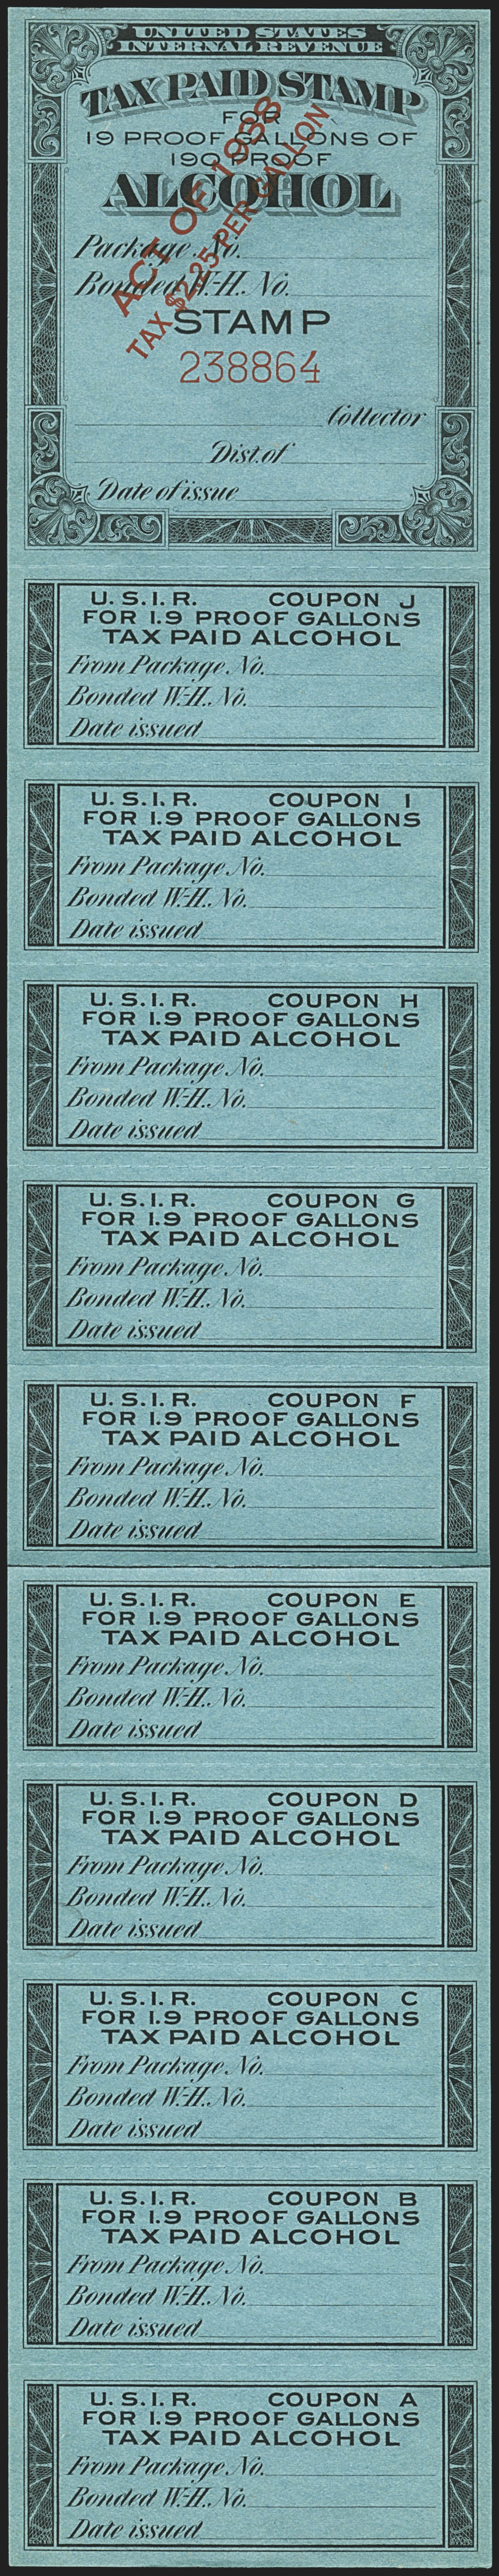 UNITED STATES
INTERNAL REVENUE
TAX PAID STAMP
FOR
19 PROOF GALLONS OF
190 PROOF
ALCOHOL
ACT OF 1938
TAX $2.25 PER GALLON
Package No.
Bonded W-H. No.
STAMP
238864
Collector
Dist. of
Date of issue
U. S. I. R. COUPON J
FOR 1.9 PROOF GALLONS
TAX PAID ALCOHOL
From Package No.
Bonded W-H. No.
Date issued
U. S. I. R. COUPON I
FOR 1.9 PROOF GALLONS
TAX PAID ALCOHOL
From Package No.
Bonded W-H. No.
Date issued
U. S. I. R. COUPON H
FOR 1.9 PROOF GALLONS
TAX PAID ALCOHOL
From Package No.
Bonded W-H. No.
Date issued
U. S. I. R. COUPON G
FOR 1.9 PROOF GALLONS
TAX PAID ALCOHOL
From Package No.
Bonded W-H. No.
Date issued
U. S. I. R. COUPON F
FOR 1.9 PROOF GALLONS
TAX PAID ALCOHOL
From Package No.
Bonded W-H. No.
Date issued
U. S. I. R. COUPON E
FOR 1.9 PROOF GALLONS
TAX PAID ALCOHOL
From Package No.
Bonded W-H. No.
Date issued
U. S. I. R. COUPON D
FOR 1.9 PROOF GALLONS
TAX PAID ALCOHOL
From Package No.
Bonded W-H. No.
Date issued
U. S. I. R. COUPON C
FOR 1.9 PROOF GALLONS
TAX PAID ALCOHOL
From Package No.
Bonded W-H. No.
Date issued
U. S. I. R. COUPON B
FOR 1.9 PROOF GALLONS
TAX PAID ALCOHOL
From Package No.
Bonded W-H. No.
Date issued
U. S. I. R. COUPON A
FOR 1.9 PROOF GALLONS
TAX PAID ALCOHOL
From Package No.
Bonded W-H. No.
Date issued